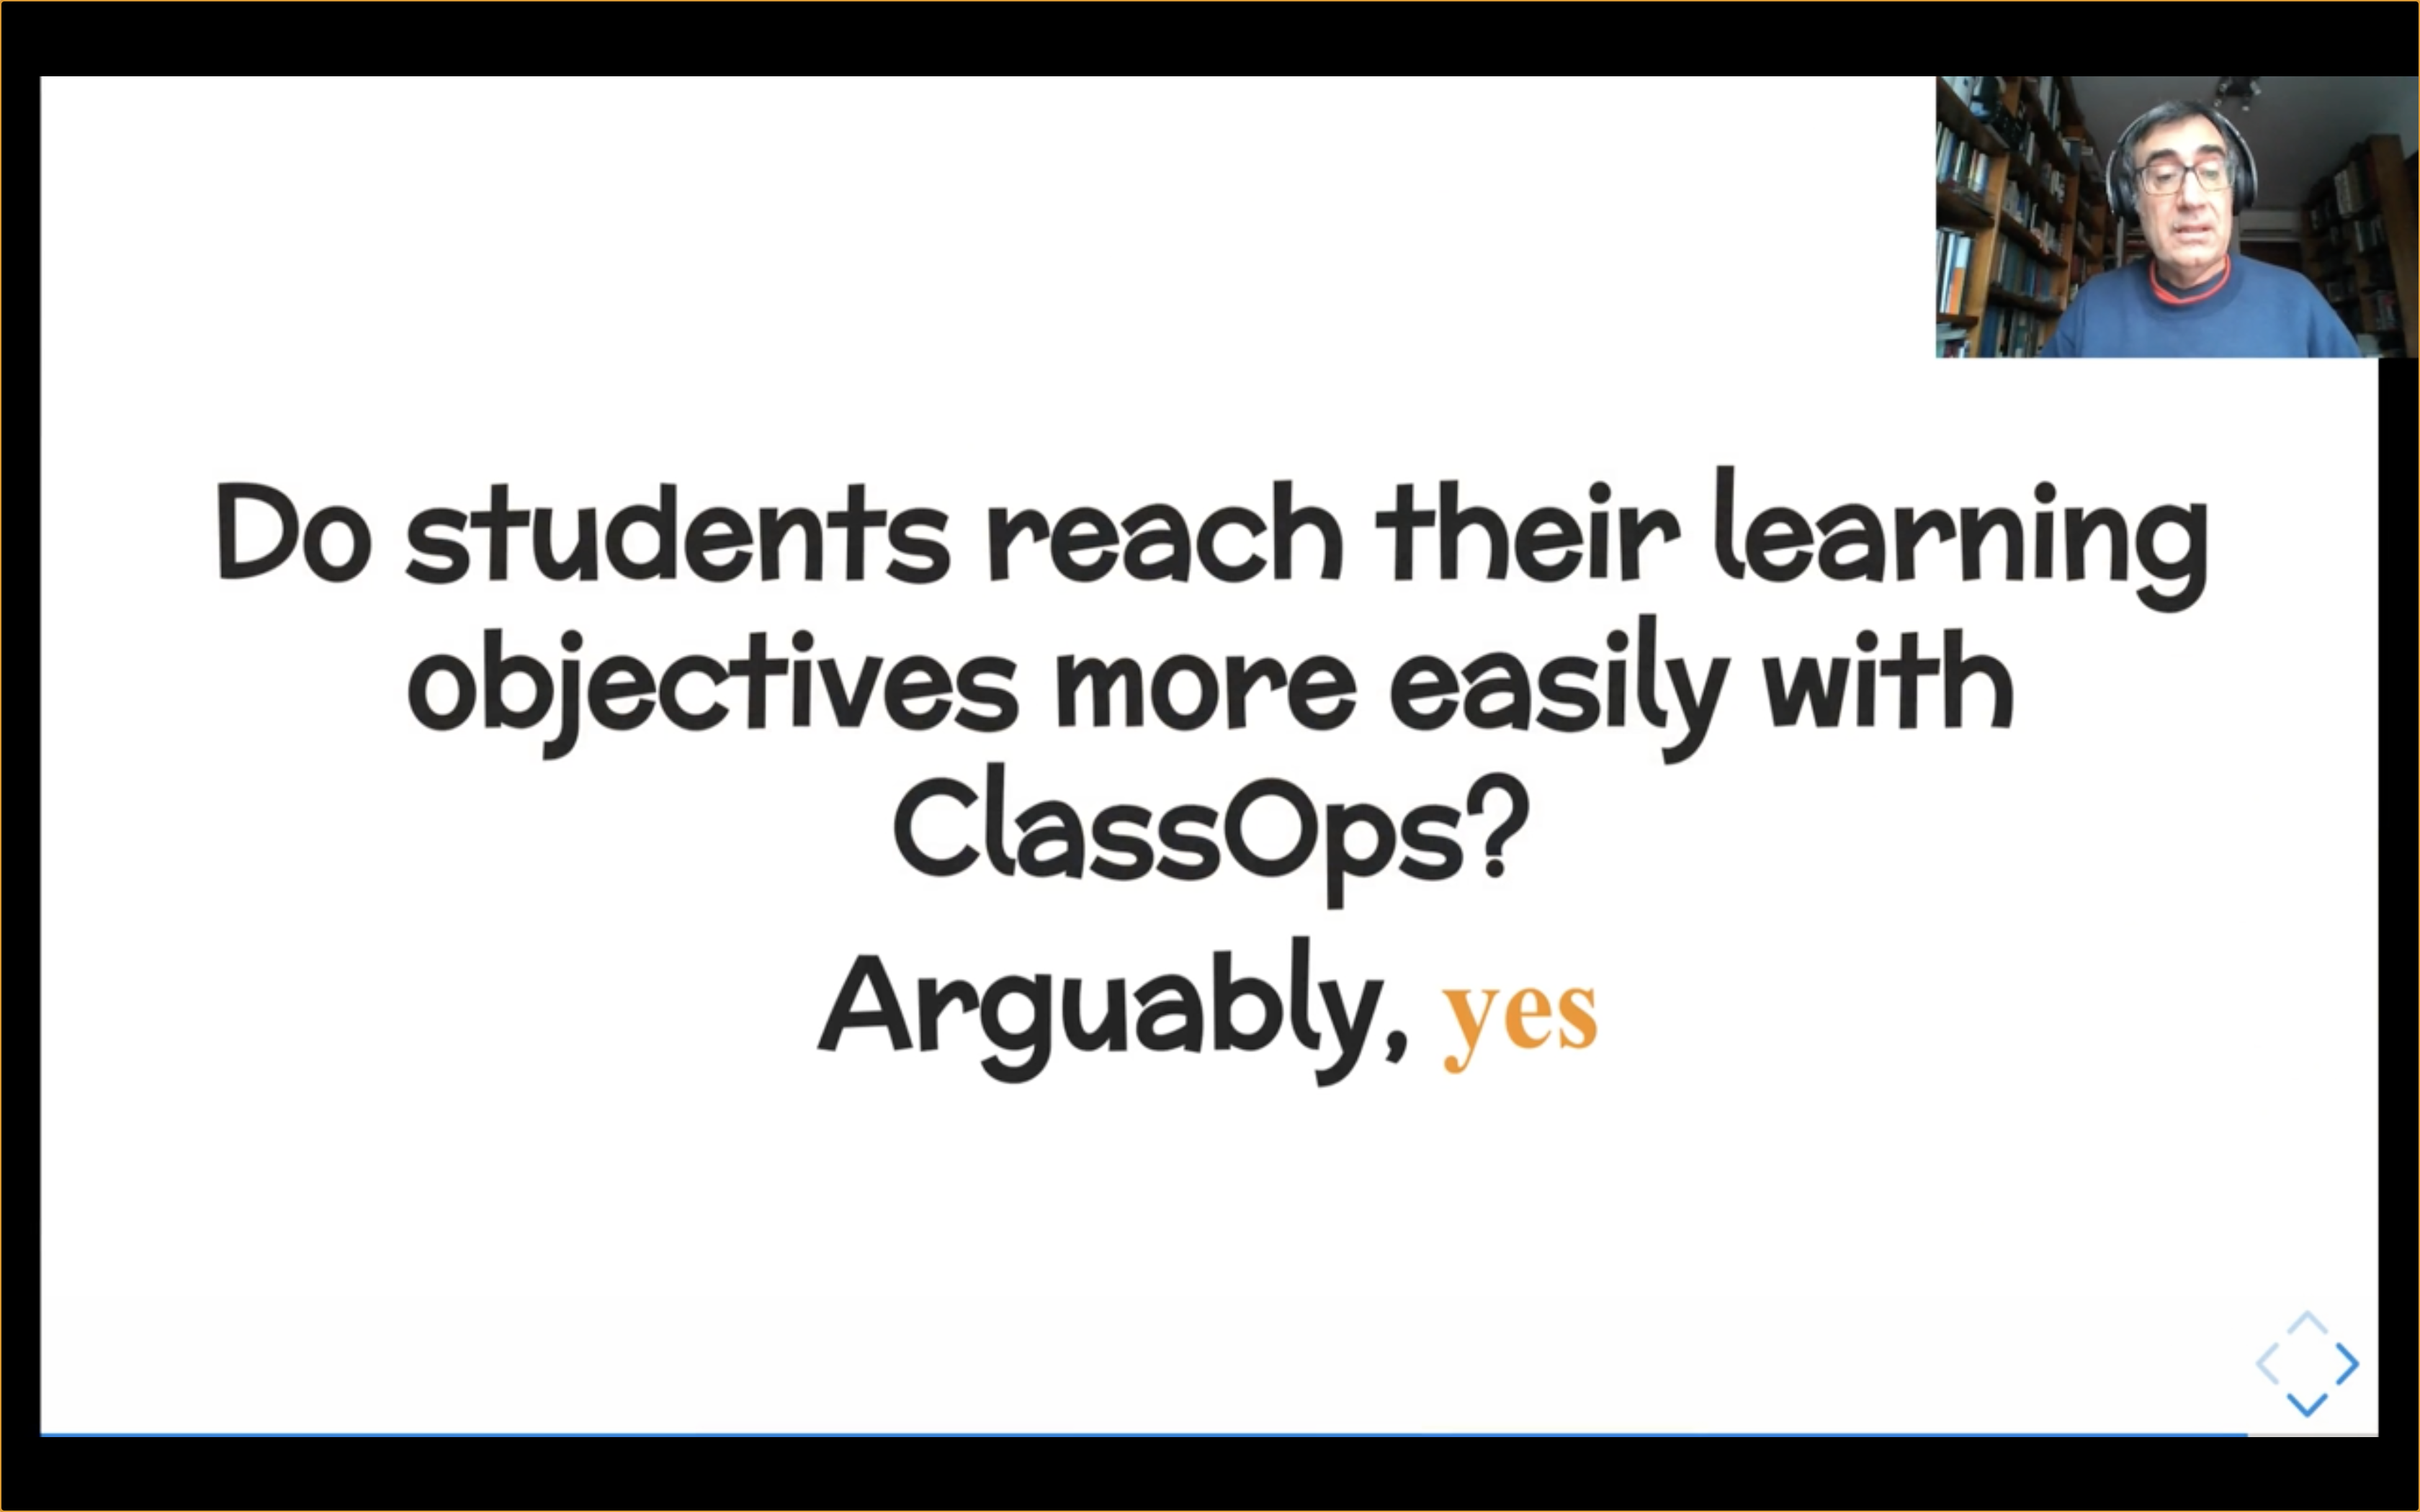 Do students reach their learning
objectives more easily with
ClassOps?
Arguably, yes